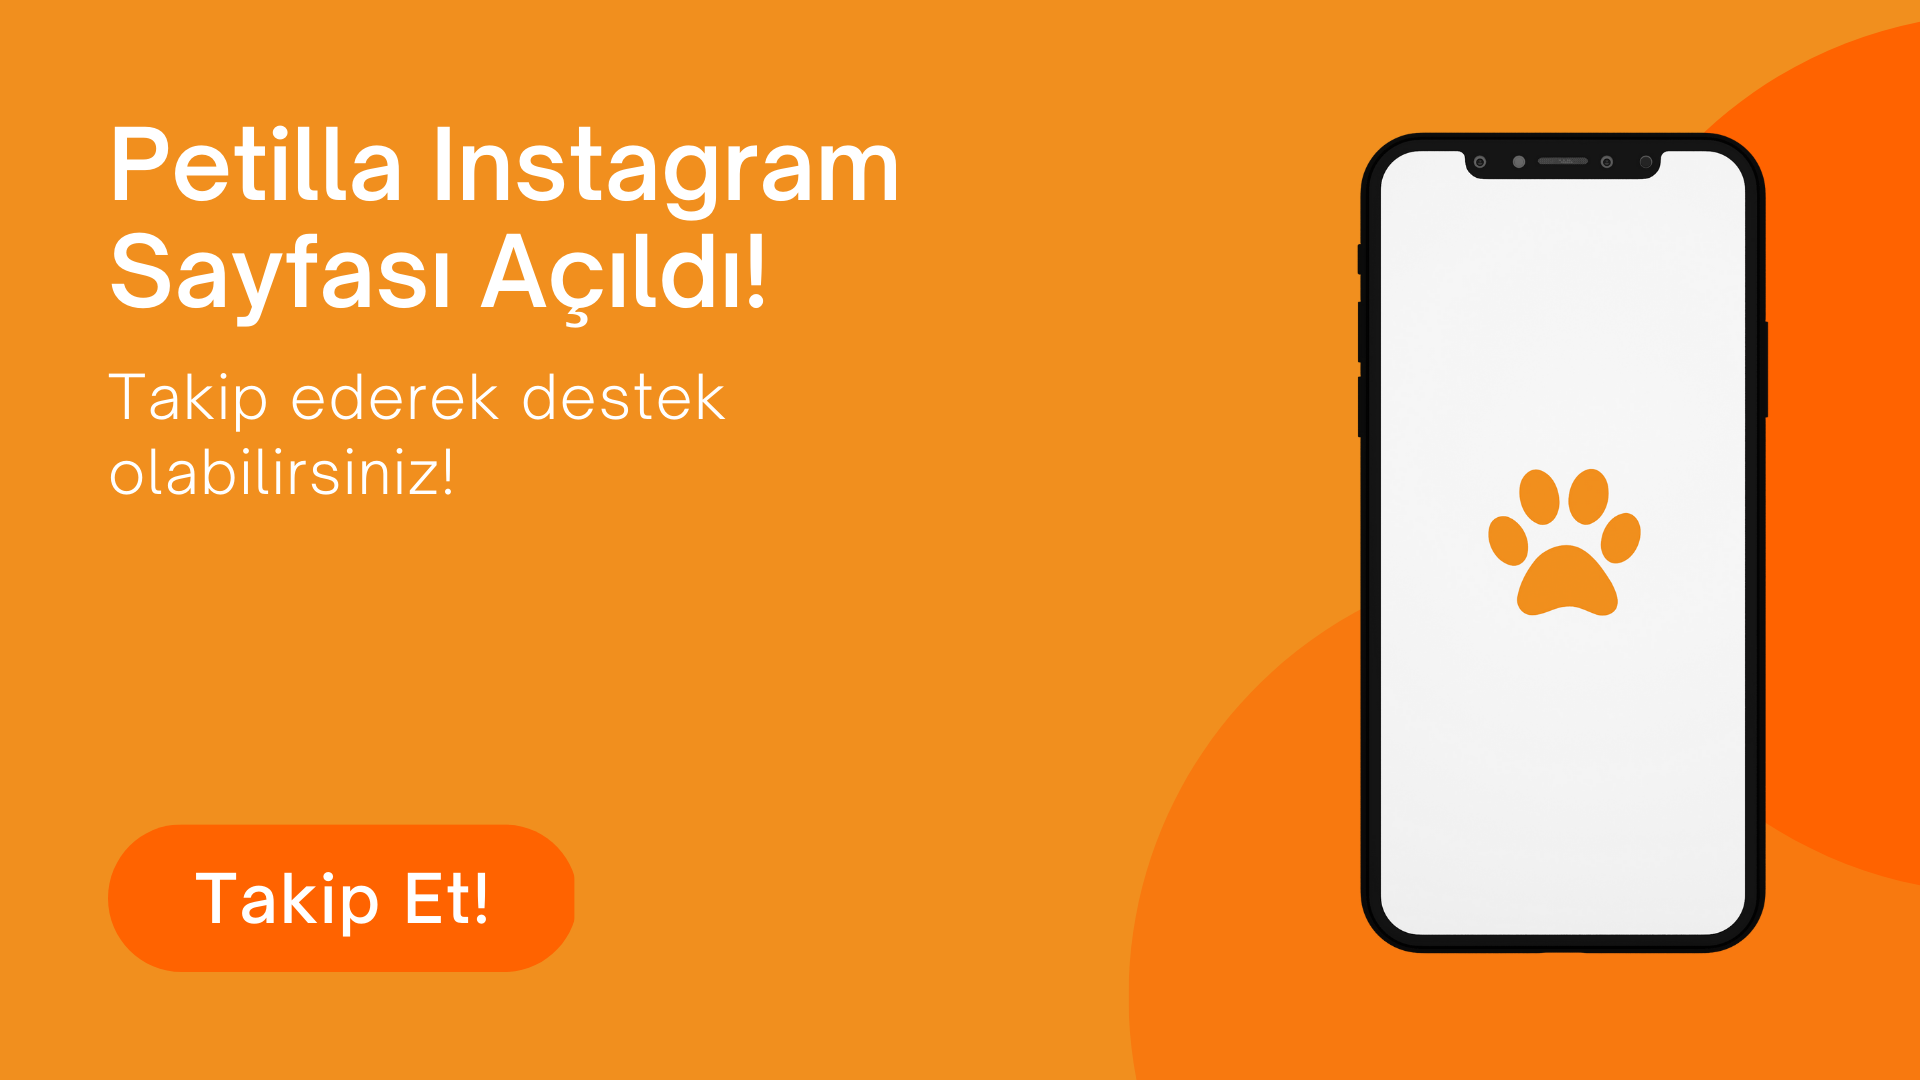 Petilla Instagram
Sayfası Açıldı!
Takip ederek destek
olabilirsiniz!
Takip Et!